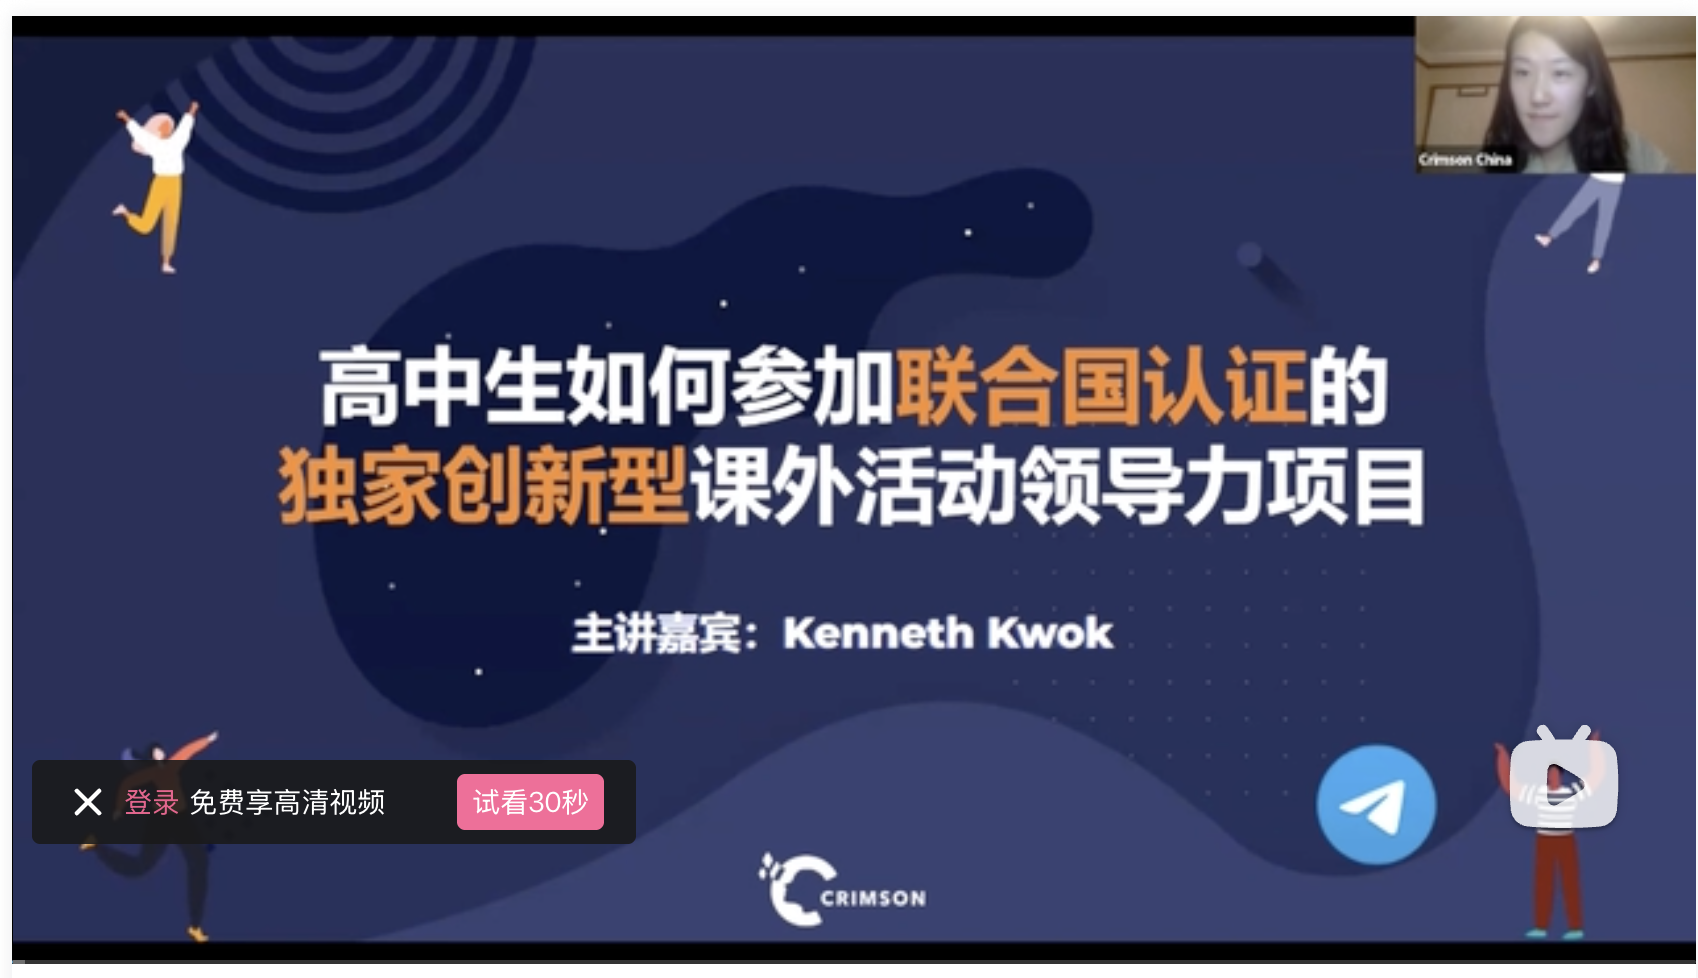 Crimson China
高中生如何参加联合国认证的
独家创新型课外活动领导力项目
主讲嘉宾：Kenneth Kwok
登录 免费享高清视频
试看30秒
CRIMSON